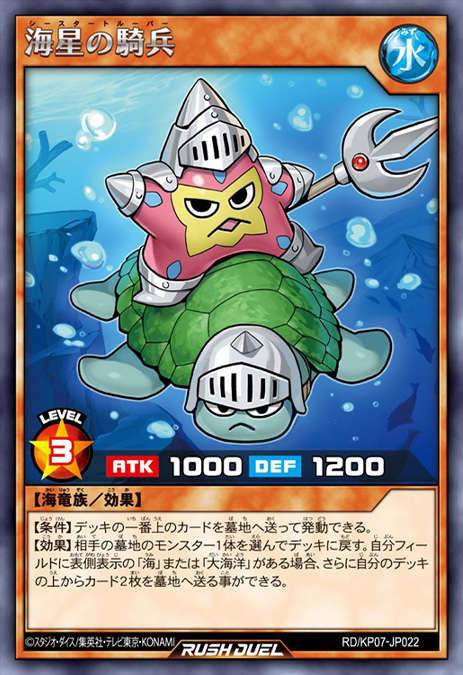 シースタートルーパー
海星の騎兵
みず
水
LEVEL
3
ATK 1000 DEF 1200
【海竜族／効果】
【条件】デッキの一番上のカードを墓地へ送って発動できる。
【効果】相手の墓地のモンスター1体を選んでデッキに戻す。自分フィー
ルドに表側表示の「海」または「大海洋」がある場合、さらに自分のデッキ
の上からカード2枚を墓地へ送る事ができる。
©スタジオ・ダイス/集英社・テレビ東京・KONAMI
RUSH DUEL
RD/KP07-JP022